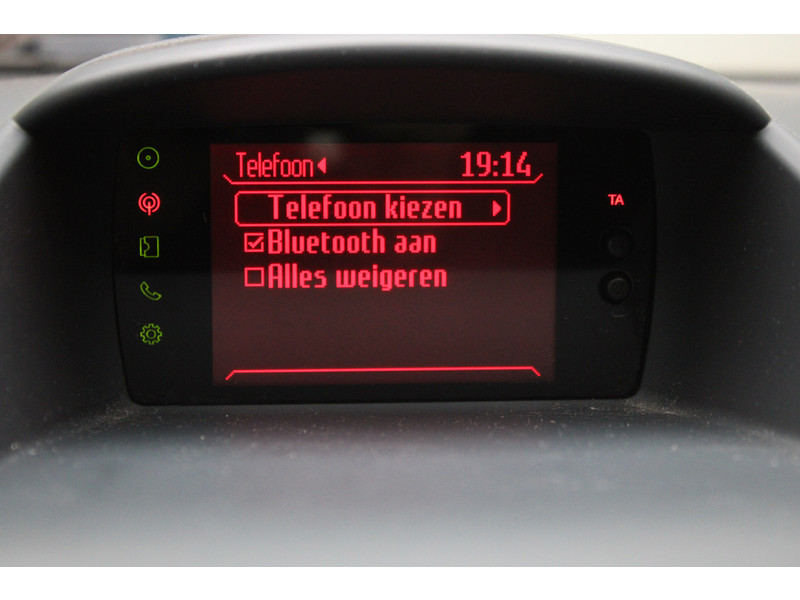 Telefoon 19:14
Telefoon kiezen
Bluetooth aan
Alles weigeren
TA